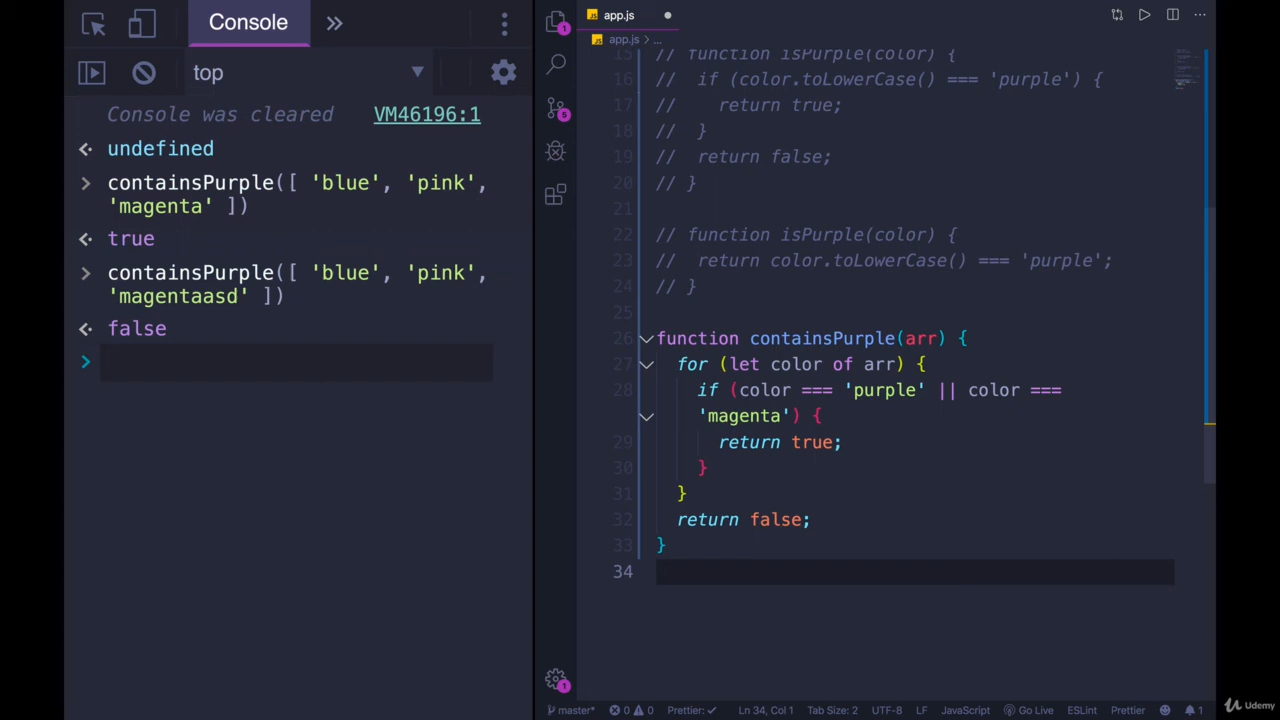 Console
top
Console was cleared VM46196:1
undefined
containsPurple([ 'blue', 'pink',
'magenta' ])
true
containsPurple([ 'blue', 'pink',
'magentaasd' ])
false
1
5
1
app.js
app.js > ...
15 // function isPurple(color) {
16 // if (color.toLowerCase() === 'purple') {
17 // return true;
18 // }
19 // return false;
20 // }
21
22 // function isPurple(color) {
23 // return color.toLowerCase() === 'purple';
24 // }
25
26 function containsPurple(arr) {
27 for (let color of arr) {
28 if (color === 'purple' || color ===
'magenta') {
29 return true;
30 }
31 }
32 return false;
33 }
34
master* 0 0 Prettier: ✓ Ln 34, Col 1 Tab Size: 2 UTF-8 LF JavaScript Go Live ESLint Prettier 1
Udemy